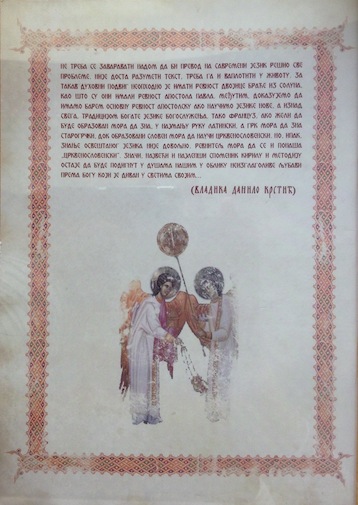 НЕ ТРЕБА СЕ ЗАВАРАВАТИ НАДОМ ДА БИ ПРЕВОД НА САВРЕМЕНИ ЈЕЗИК РЕШИО СВЕ
ПРОБЛЕМЕ. НИЈЕ ДОСТА РАЗУМЕТИ ТЕКСТ, ТРЕБА ГА И ВАПЛОТИТИ У ЖИВОТУ. ЗА
ТАКАВ ДУХОВНИ ПОДВИГ НЕОПХОДНО ЈЕ ИМАТИ РЕВНОСТ ДВОЈИЦЕ БРАЋЕ ИЗ СОЛУНА,
КАО ШТО СУ ОНИ ИМАЛИ РЕВНОСТ АПОСТОЛА ПАВЛА. МЕЂУТИМ, ДОКАЗУЈЕМО ДА
ИМАМО БАРЕМ ОСНОВНУ РЕВНОСТ АПОСТОЛСКУ АКО НАУЧИМО ЈЕЗИКЕ НОВЕ, А ИЗНАД
СВЕГА, ТРАДИЦИЈОМ БОГАТЕ ЈЕЗИКЕ БОГОСЛУЖЕЊА. ТАКО ФРАНЦУЗ, АКО ЖЕЛИ ДА
БУДЕ ОБРАЗОВАН МОРА ДА ЗНА, У НАЈМАЊУ РУКУ ЛАТИНСКИ, А ГРК МОРА ДА ЗНА
СТАРОГРЧКИ, ДОК ОБРАЗОВАНИ СЛОВЕН МОРА ДА НАУЧИ ЦРКВЕНОСЛОВЕНСКИ. НО, ИПАК,
ЗНАЊЕ ОСВЕШТАНОГ ЈЕЗИКА НИЈЕ ДОВОЉНО. РЕВНИТЕЉ МОРА ДА СЕ И ПОНАША
„ЦРКВЕНОСЛОВЕНСКИ“. ЗНАЧИ, НАЈВЕЋИ И НАЈЛЕПШИ СПОМЕНИК КИРИЛУ И МЕТОДИЈУ
ОСТАЈЕ ДА БУДЕ ПОДИГНУТ У ДУШАМА НАШИМ У ОБЛИКУ НЕИЗГЛАГОЛИВЕ ЉУБАВИ
ПРЕМА БОГУ КОЈИ ЈЕ ДИВАН У СВЕТИМА СВОЈИМ...
(ВЛАДИКА ДАНИЛО КРСТИЋ)